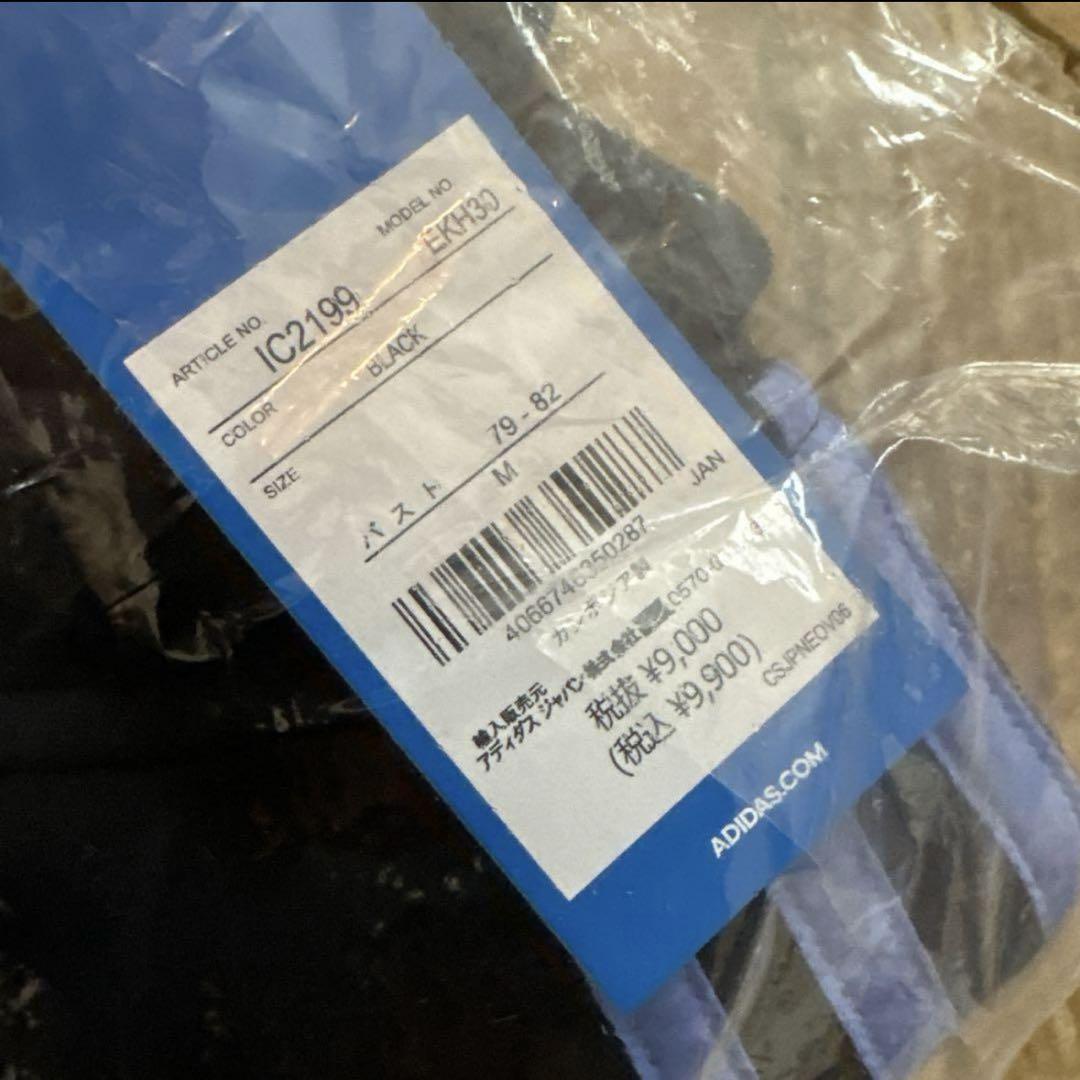 MODEL NO
EKH30
ARTICLE NO.
IC2199
COLOR
BLACK
SIZE
バスト 79 - 82
M
JAN
4066746350287
カンボジア製
輸入販売元
アディダス ジャパン 株式会社 0570
税抜 ¥9,000
(税込 ¥9,900)
CSJPNEOV06
ADIDAS.COM